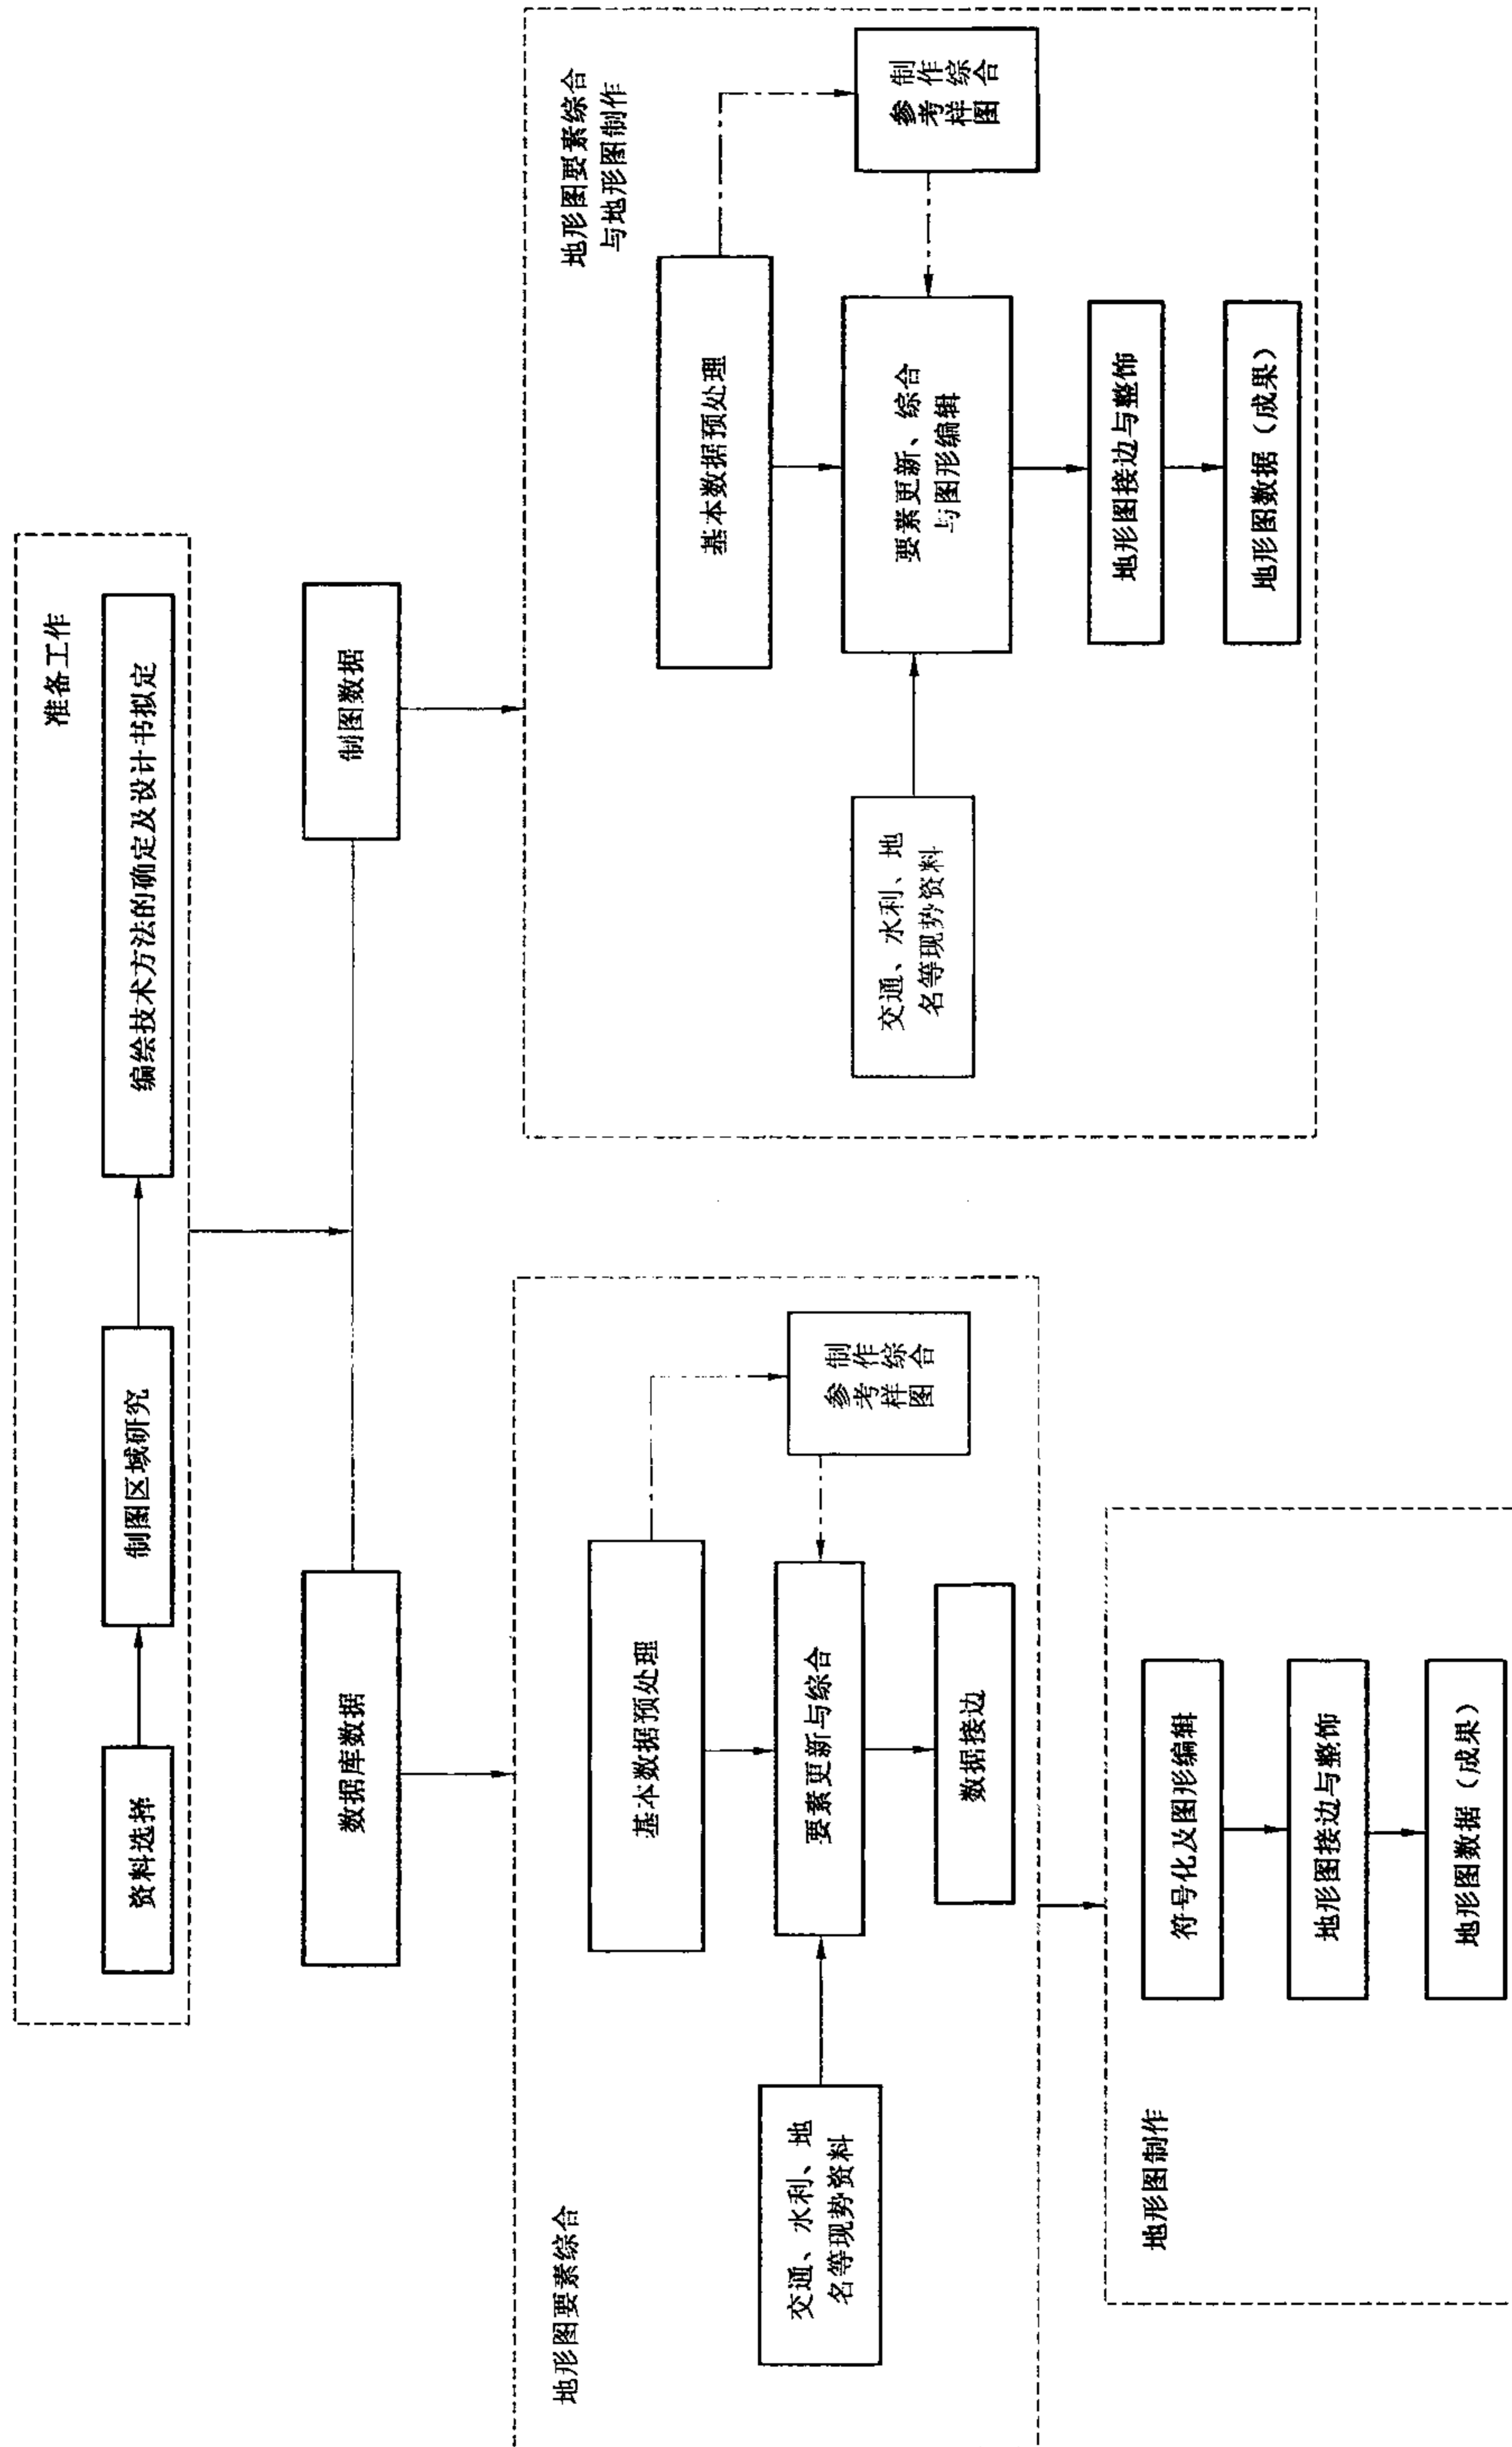 准备工作
资料选择
制图区域研究
编绘技术方法的确定及设计书拟定
数据库数据
制图数据
地形图要素综合
基本数据预处理
制作综合
参考样图
交通、水利、地
名等现势资料
要素更新与综合
数据接边
地形图制作
符号化及图形编辑
地形图接边与整饰
地形图数据（成果）
地形图要素综合
与地形图制作
基本数据预处理
制作综合
参考样图
交通、水利、地
名等现势资料
要素更新、综合
与图形编辑
地形图接边与整饰
地形图数据（成果）